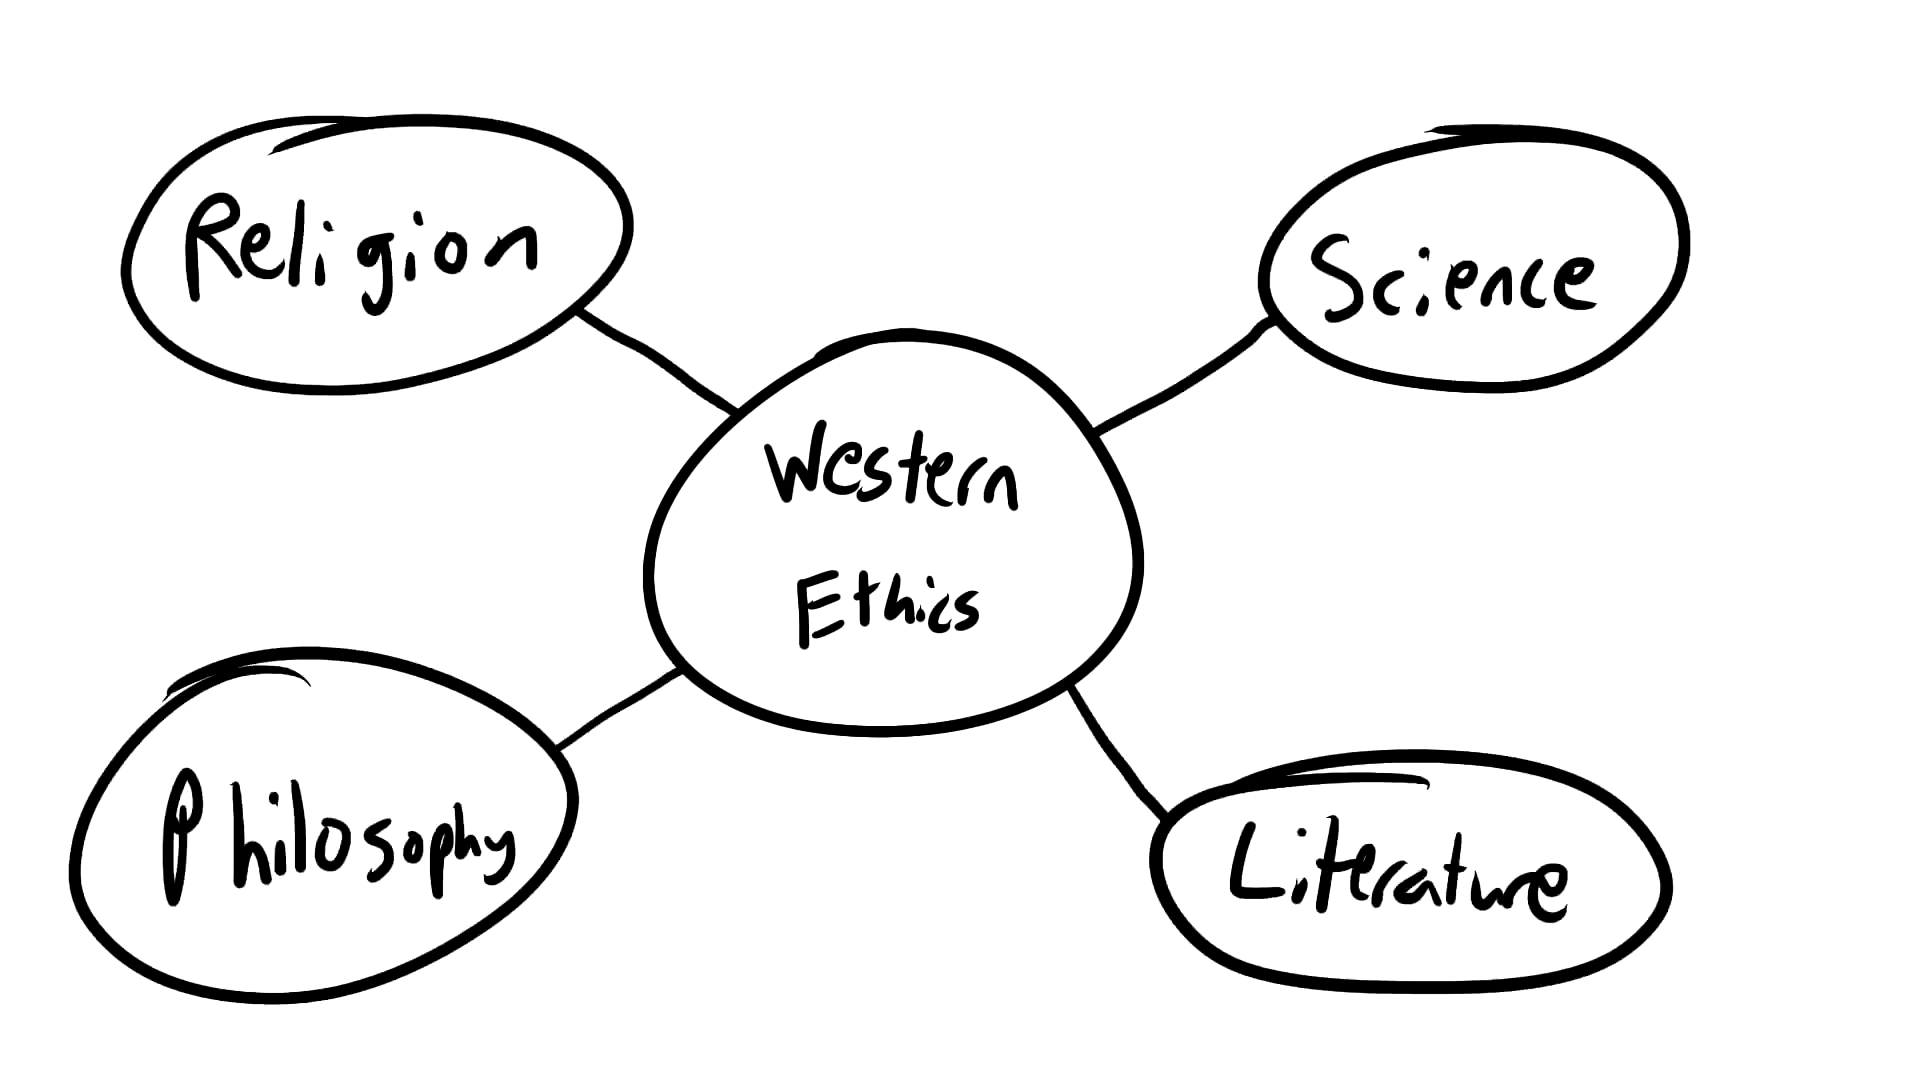 Religion
Science
Western
Ethics
Philosophy
Literature